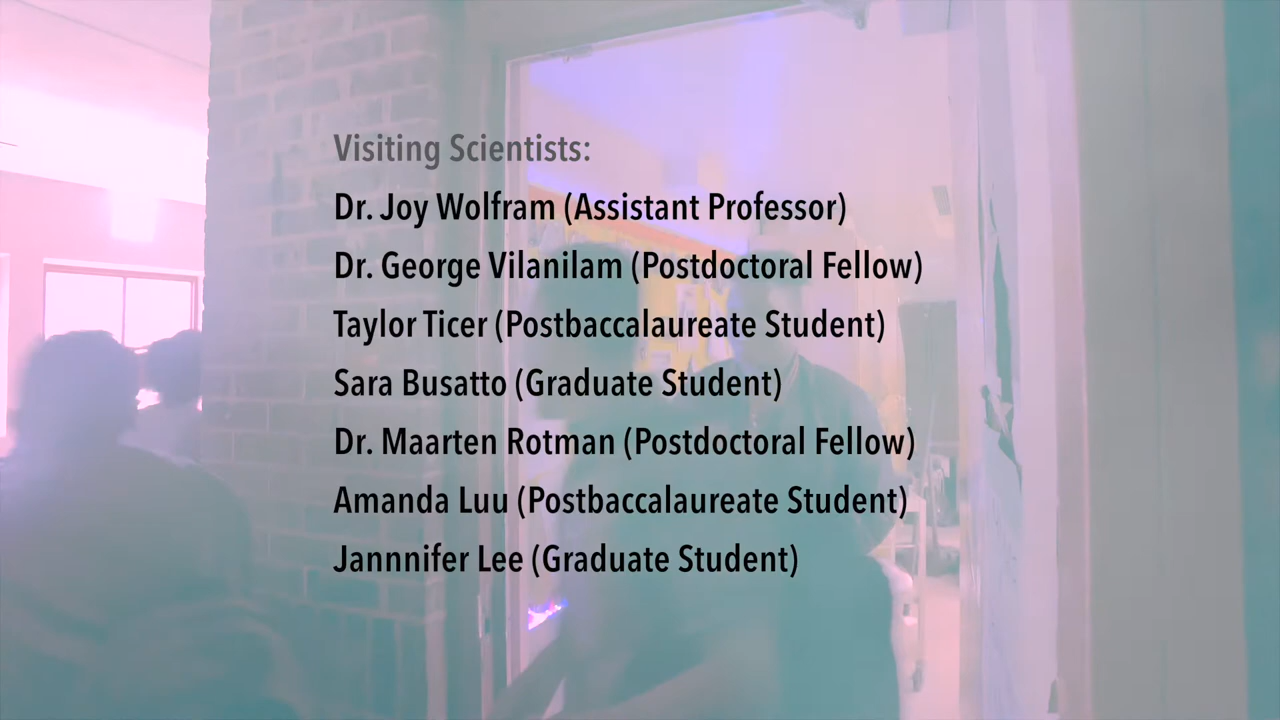 Visiting Scientists:
Dr. Joy Wolfram (Assistant Professor)
Dr. George Vilanilam (Postdoctoral Fellow)
Taylor Ticer (Postbaccalaureate Student)
Sara Busatto (Graduate Student)
Dr. Maarten Rotman (Postdoctoral Fellow)
Amanda Luu (Postbaccalaureate Student)
Jannnifer Lee (Graduate Student)